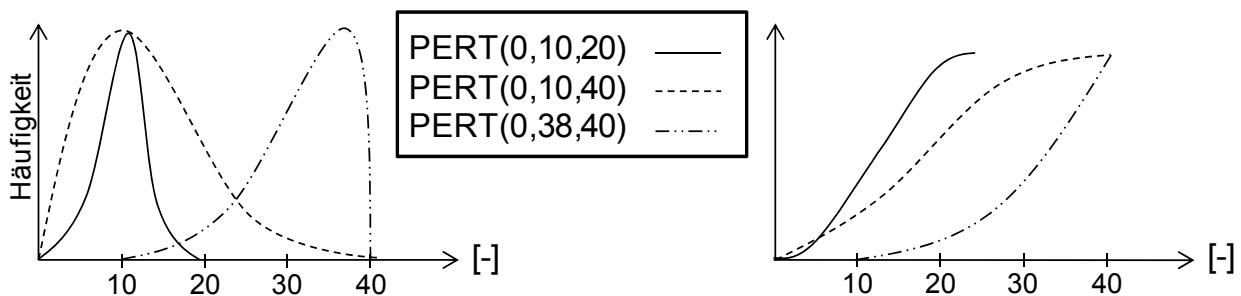 Häufigkeit
10 20 30 40 [-]
PERT(0,10,20)
PERT(0,10,40)
PERT(0,38,40)
10 20 30 40 [-]